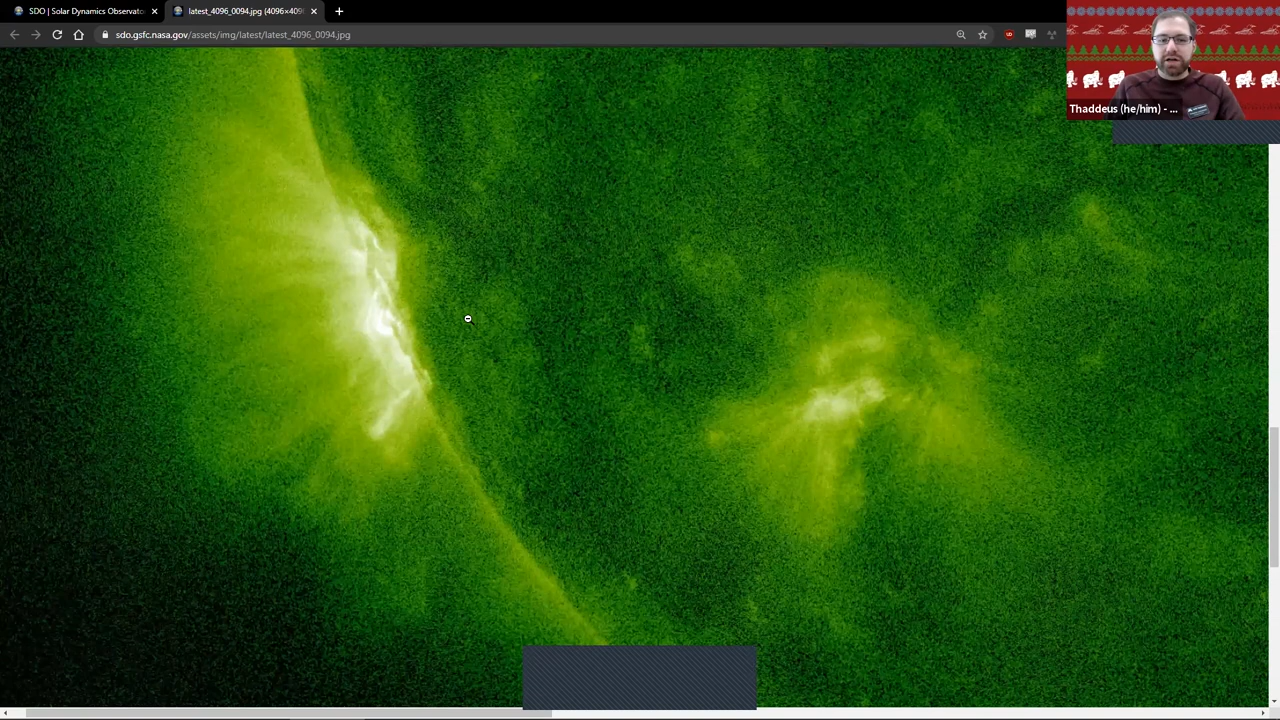 SDO | Solar Dynamics Observat
latest_4096_0094.jpg (4096×409
sdo.gsfc.nasa.gov/assets/img/latest/latest_4096_0094.jpg
Thaddeus (he/him) - ...